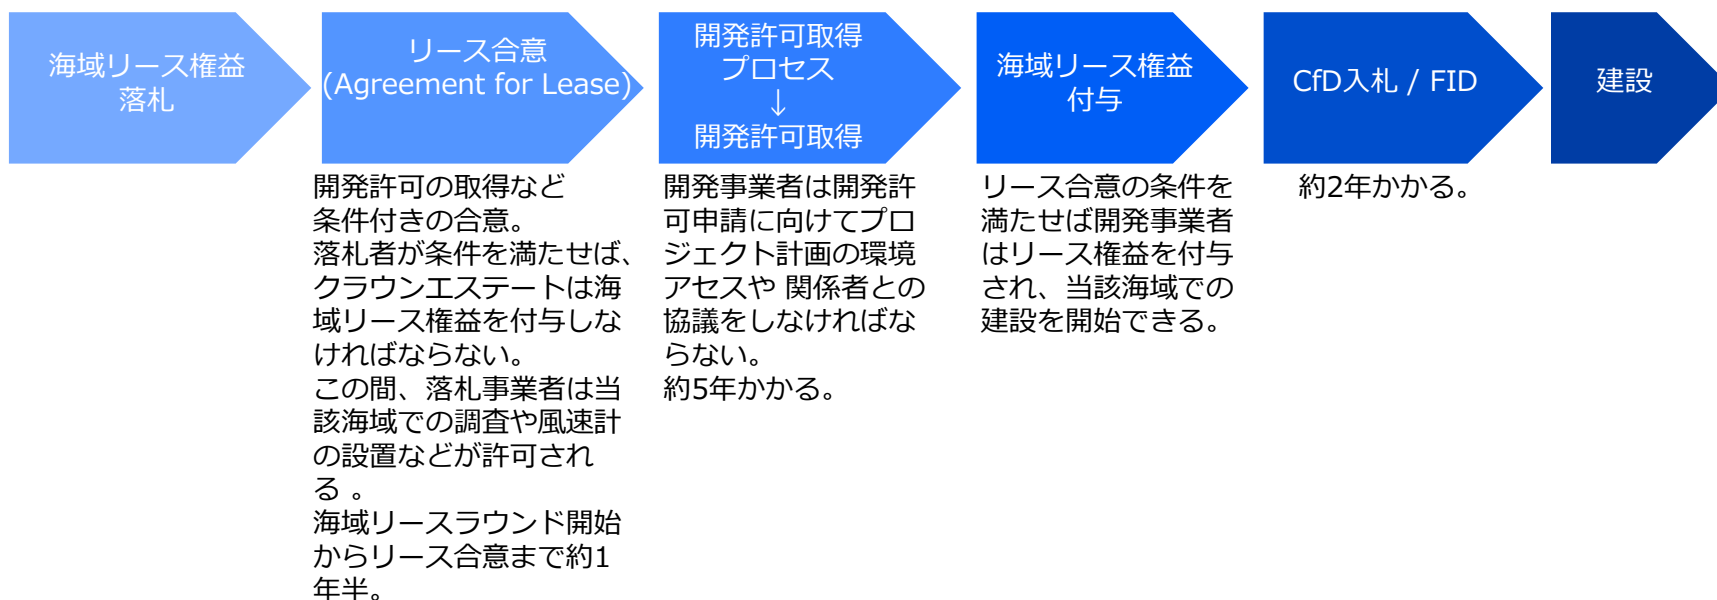 海域リース権益
落札
リース合意
(Agreement for Lease)
開発許可取得
プロセス
↓
開発許可取得
海域リース権益
付与
CfD入札 / FID
建設
開発許可の取得など
条件付きの合意。
落札者が条件を満たせば、
クラウンエステートは海
域リース権益を付与しな
ければならない。
この間、落札事業者は当
該海域での調査や風速計
の設置などが許可され
る 。
海域リースラウンド開始
からリース合意まで約1
年半。
開発事業者は開発許
可申請に向けてプロ
ジェクト計画の環境
アセスや 関係者との
協議をしなければな
らない。
約5年かかる。
リース合意の条件を
満たせば開発事業者
はリース権益を付与
され、当該海域での
建設を開始できる。
約2年かかる。